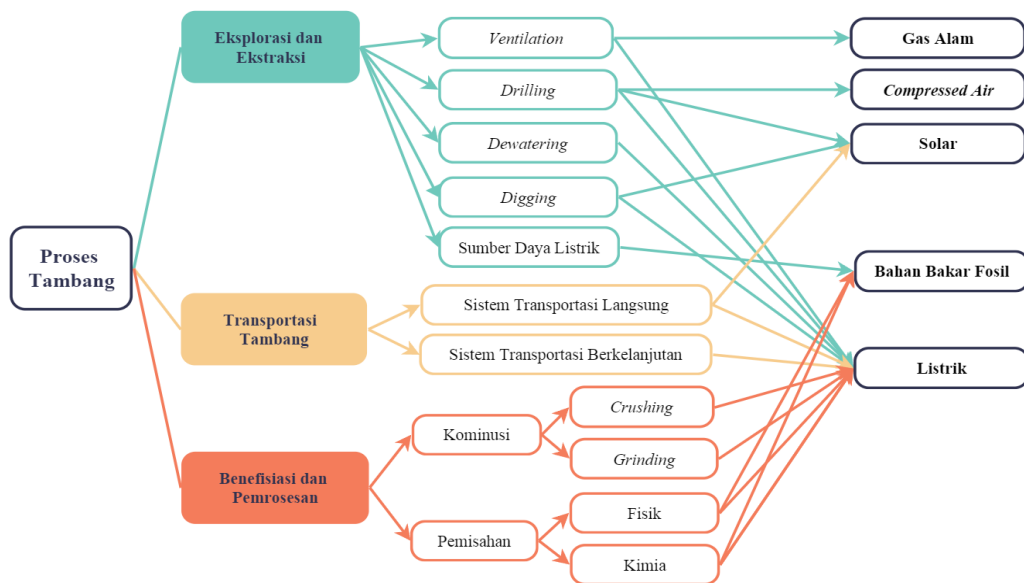 Proses
Tambang
Eksplorasi dan
Ekstraksi
Ventilation
Drilling
Dewatering
Digging
Sumber Daya Listrik
Transportasi
Tambang
Sistem Transportasi Langsung
Sistem Transportasi Berkelanjutan
Benefisiasi dan
Pemrosesan
Kominusi
Crushing
Grinding
Pemisahan
Fisik
Kimia
Gas Alam
Compressed Air
Solar
Bahan Bakar Fosil
Listrik